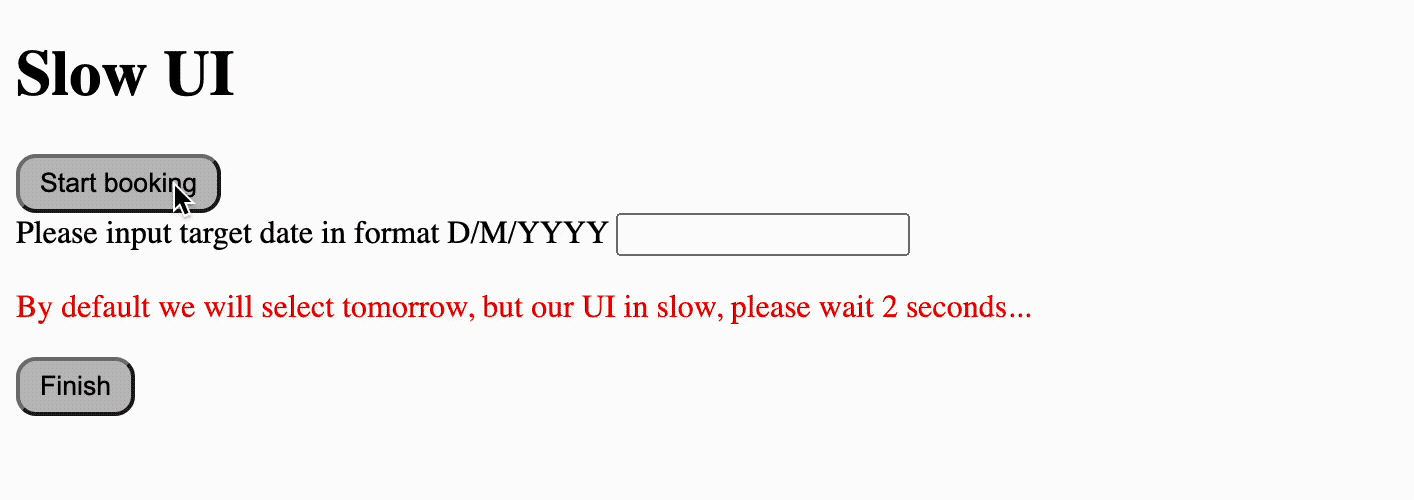 Slow UI
Start booking
Please input target date in format D/M/YYYY
By default we will select tomorrow, but our UI in slow, please wait 2 seconds...
Finish